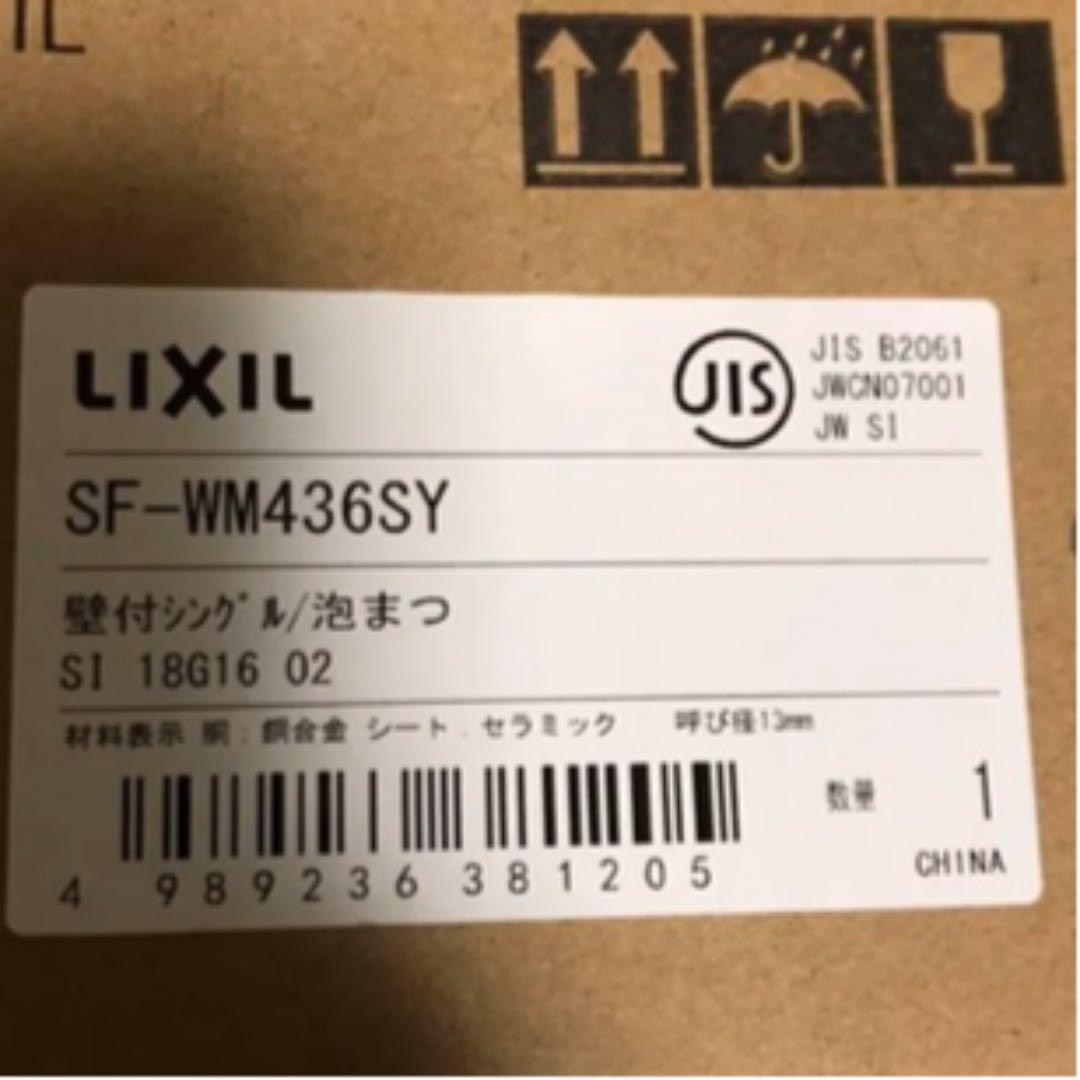 IL
LIXIL
JIS
JIS B2061
JWCN07001
JW SI
SF-WM436SY
壁付シングル/泡まつ
SI 18G16 02
材料表示 胴:銅合金 シート:セラミック 呼び径13mm
数量 1
4 989236 381205
CHINA